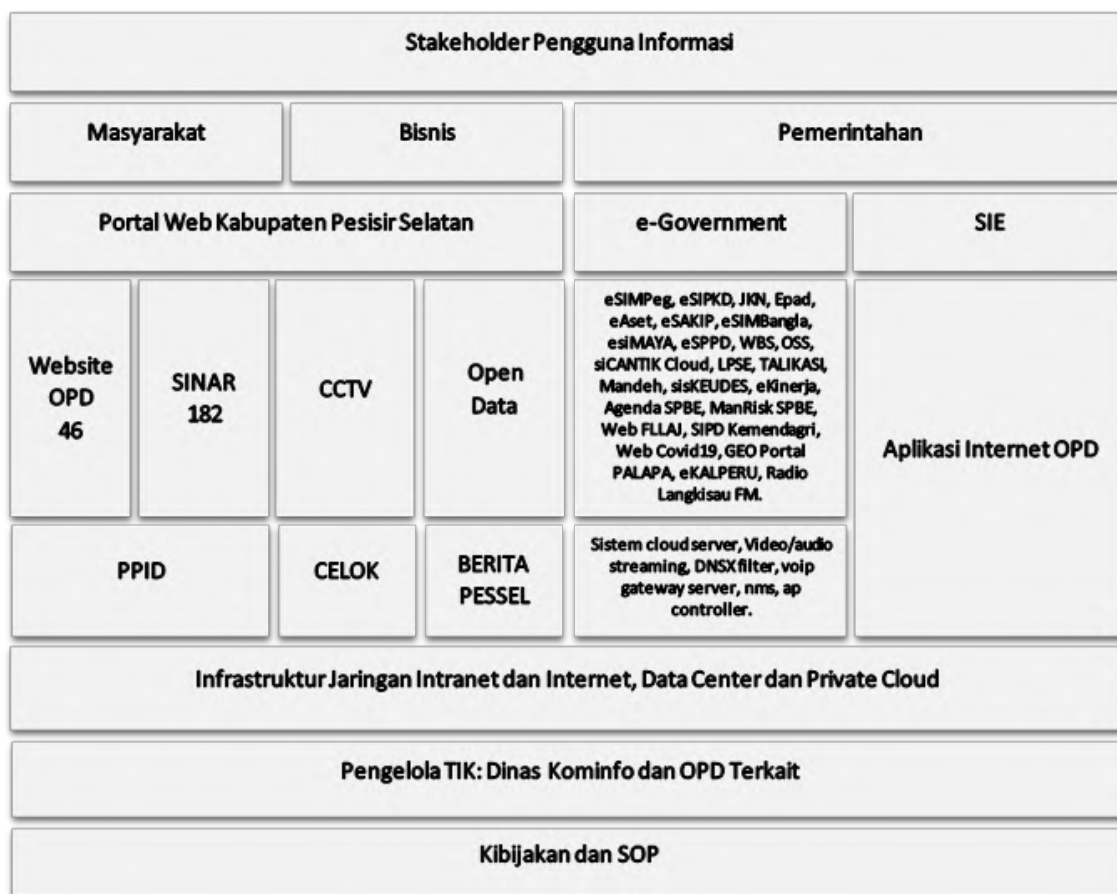 Stakeholder Pengguna Informasi
Masyarakat
Bisnis
Pemerintahan
Portal Web Kabupaten Pesisir Selatan
e-Government
SIE
Website
OPD
46
SINAR
182
CCTV
Open
Data
eSIMPeg, eSIPKD, JKN, Epad,
eAset, eSAKIP, eSIMBangla,
esiMAYA, eSPPD, WBS, OSS,
siCANTIK Cloud, LPSE, TALIKASI,
Mandeh, sisKEUDES, eKinerja,
Agenda SPBE, ManRisk SPBE,
Web FLLAJ, SIPD Kemendagri,
Web Covid19, GEO Portal
PALAPA, eKALPERU, Radio
Langkisau FM.
Aplikasi Internet OPD
PPID
CELOK
BERITA
PESSEL
Sistem cloud server, Video/audio
streaming, DNSX filter, voip
gateway server, nms, ap
controller.
Infrastruktur Jaringan Intranet dan Internet, Data Center dan Private Cloud
Pengelola TIK: Dinas Kominfo dan OPD Terkait
Kibijakan dan SOP